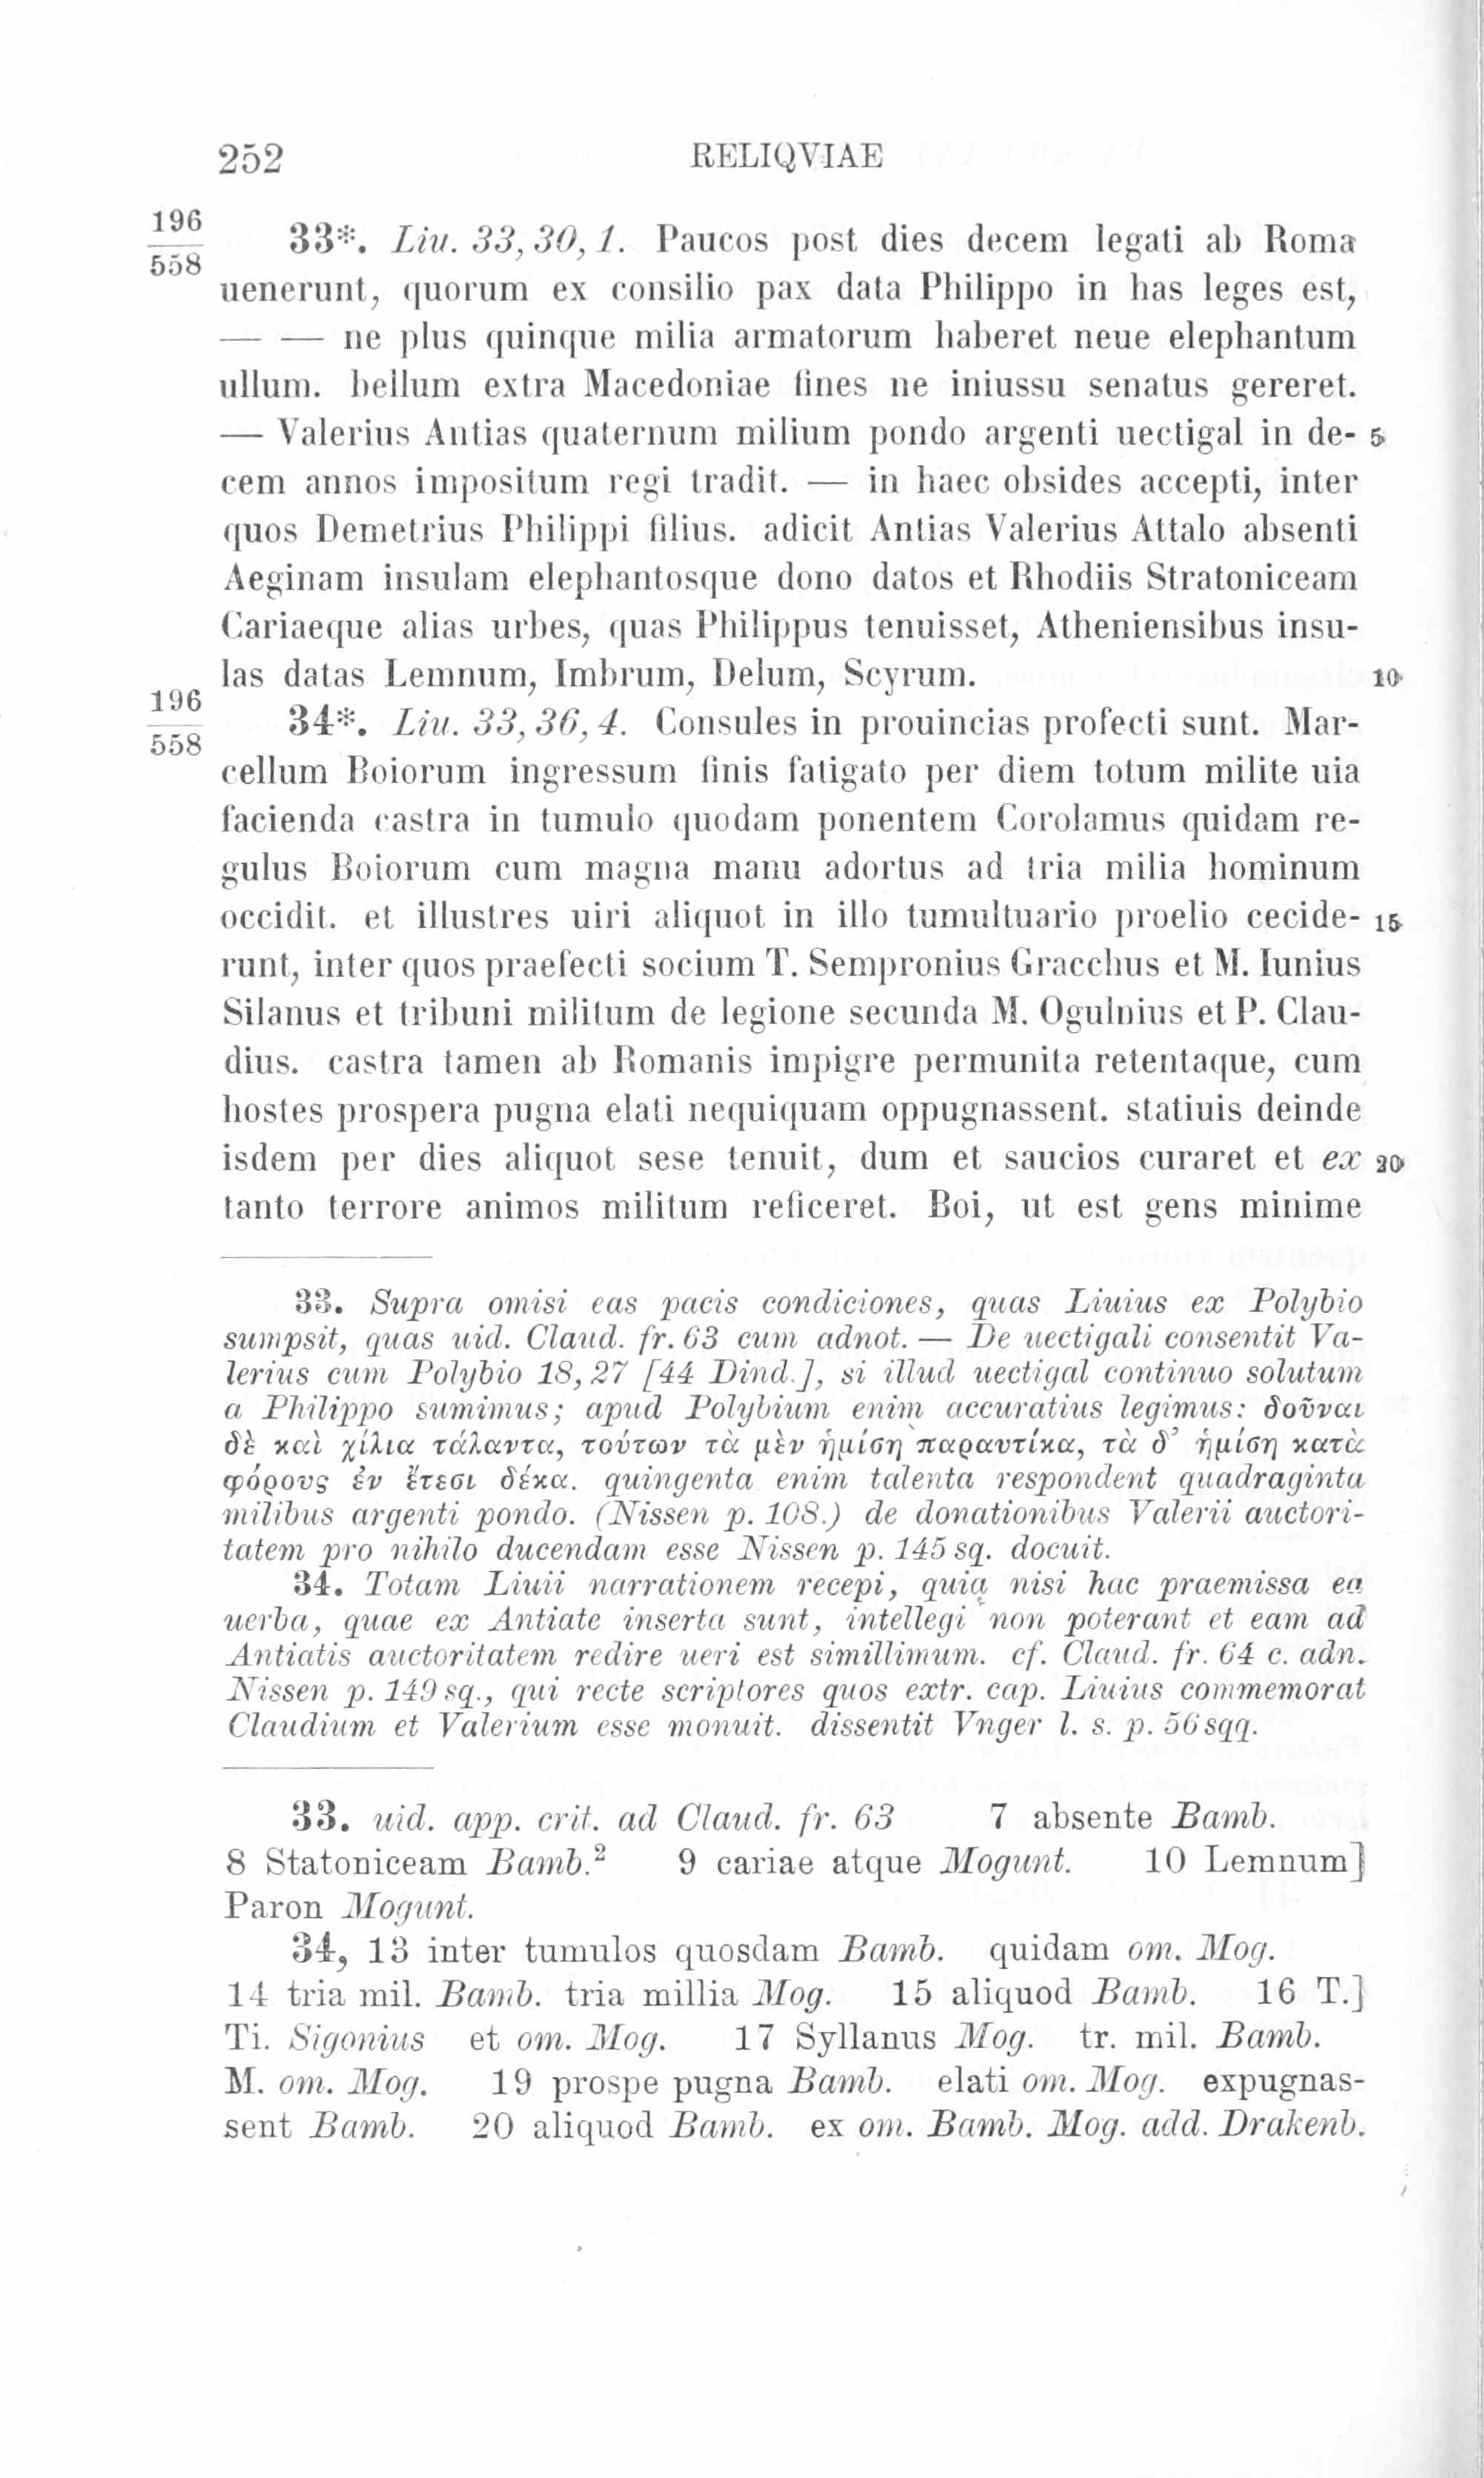 252 RELIQVIAE
196
558
33*. Liu. 33, 30, 1. Paucos post dies decem legati ab Roma
uenerunt, quorum ex consilio pax data Philippo in has leges est,
— — ne plus quinque milia armatorum haberet neue elephantum
ullum. bellum extra Macedoniae fines ne iniussu senatus gereret.
— Valerius Antias quaternum milium pondo argenti uectigal in de- 5
cem annos impositum regi tradit. — in haec obsides accepti, inter
quos Demetrius Philippi filius. adicit Antias Valerius Attalo absenti
Aeginam insulam elephantosque dono datos et Rhodiis Stratoniceam
Cariaeque alias urbes, quas Philippus tenuisset, Atheniensibus insu-
las datas Lemnum, Imbrum, Delum, Scyrum. 10
196
558
34*. Liu. 33, 36, 4. Consules in prouincias profecti sunt. Mar-
cellum Boiorum ingressum finis fatigato per diem totum milite uia
facienda castra in tumulo quodam ponentem Corolamus quidam re-
gulus Boiorum cum magna manu adortus ad tria milia hominum
occidit. et illustres uiri aliquot in illo tumultuario proelio cecide- 15
runt, inter quos praefecti socium T. Sempronius Gracchus et M. Iunius
Silanus et tribuni militum de legione secunda M. Ogulnius et P. Clau-
dius. castra tamen ab Romanis impigre permunita retentaque, cum
hostes prospera pugna elati nequiquam oppugnassent. statiuis deinde
isdem per dies aliquot sese tenuit, dum et saucios curaret et ex 20
tanto terrore animos militum reficeret. Boi, ut est gens minime
33. Supra omisi eas pacis condiciones, quas Liuius ex Polybio
sumpsit, quas uid. Claud. fr. 63 cum adnot. — De uectigali consentit Va-
lerius cum Polybio 18, 27 [44 Dind.], si illud uectigal continuo solutum
a Philippo sumimus; apud Polybium enim accuratius legimus: δοῦναι
δὲ καὶ χίλια τάλαντα, τούτων τὰ μὲν ἡμίση παραυτίκα, τὰ δ’ ἡμίση κατὰ
φόρους ἐν ἔτεσι δέκα. quingenta enim talenta respondent quadraginta
milibus argenti pondo. (Nissen p. 108.) de donationibus Valerii auctori-
tatem pro nihilo ducendam esse Nissen p. 145 sq. docuit.
34. Totam Liuii narrationem recepi, quia nisi hac praemissa ea
uerba, quae ex Antiate inserta sunt, intellegi non poterant et eam ad
Antiatis auctoritatem redire ueri est simillimum. cf. Claud. fr. 64 c. adn.
Nissen p. 149 sq., qui recte scriptores quos extr. cap. Liuius commemorat
Claudium et Valerium esse monuit. dissentit Vnger l. s. p. 56 sqq.
33. uid. app. crit. ad Claud. fr. 63 7 absente Bamb.
8 Statoniceam Bamb.² 9 cariae atque Mogunt. 10 Lemnum]
Paron Mogunt.
34, 13 inter tumulos quosdam Bamb. quidam om. Mog.
14 tria mil. Bamb. tria millia Mog. 15 aliquod Bamb. 16 T.]
Ti. Sigonius et om. Mog. 17 Syllanus Mog. tr. mil. Bamb.
M. om. Mog. 19 prospe pugna Bamb. elati om. Mog. expugnas-
sent Bamb. 20 aliquod Bamb. ex om. Bamb. Mog. add. Drakenb.